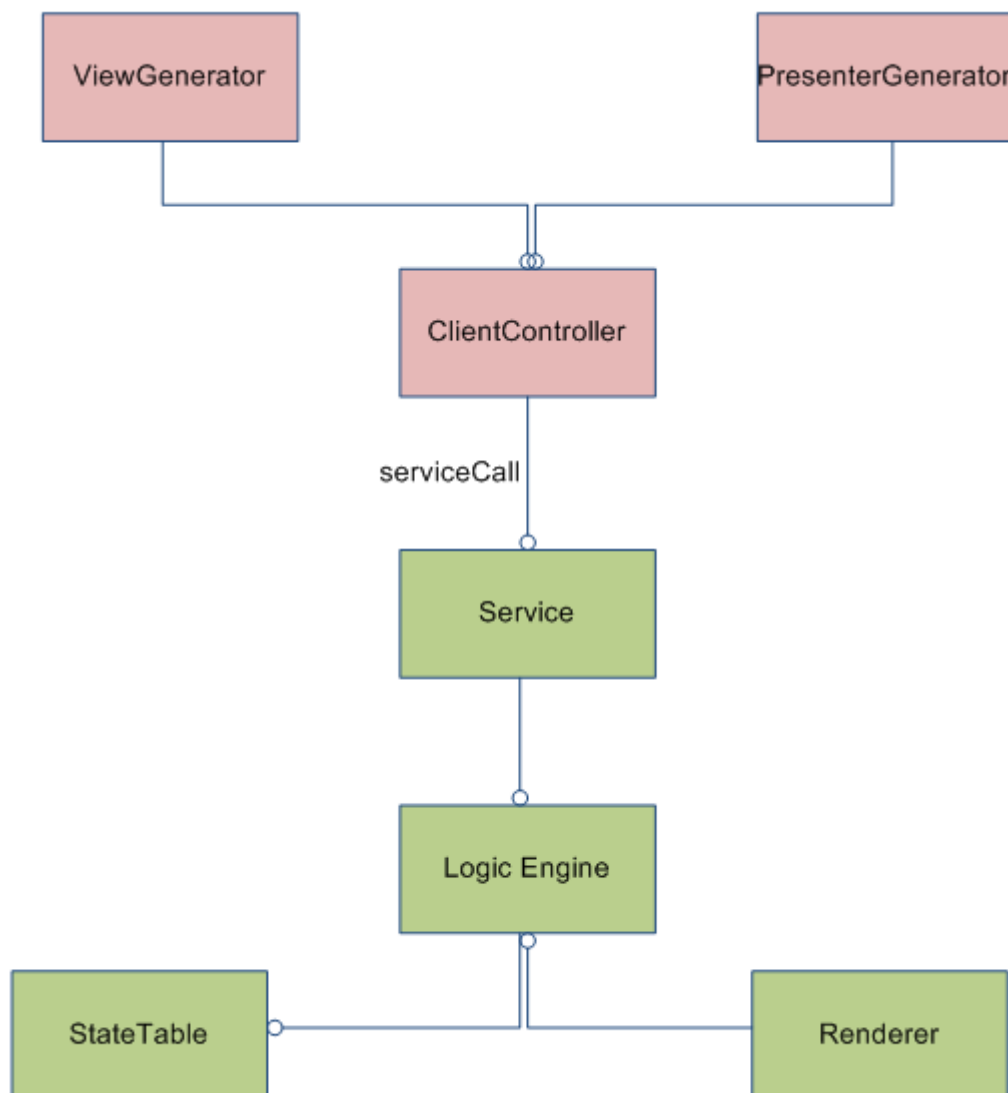 ViewGenerator
PresenterGenerator
ClientController
serviceCall
Service
Logic Engine
StateTable
Renderer